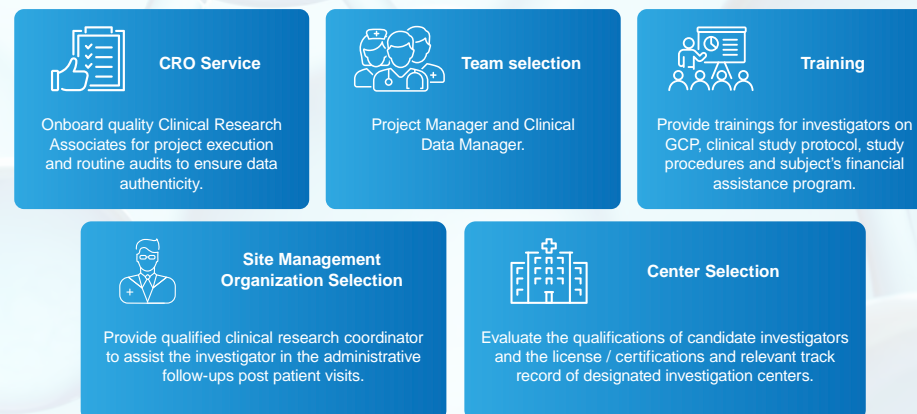 CRO Service
Onboard quality Clinical Research
Associates for project execution
and routine audits to ensure data
authenticity.
Team selection
Project Manager and Clinical
Data Manager.
Training
Provide trainings for investigators on
GCP, clinical study protocol, study
procedures and subject's financial
assistance program.
Site Management
Organization Selection
Provide qualified clinical research coordinator
to assist the investigator in the administrative
follow-ups post patient visits.
Center Selection
Evaluate the qualifications of candidate investigators
and the license / certifications and relevant track
record of designated investigation centers.